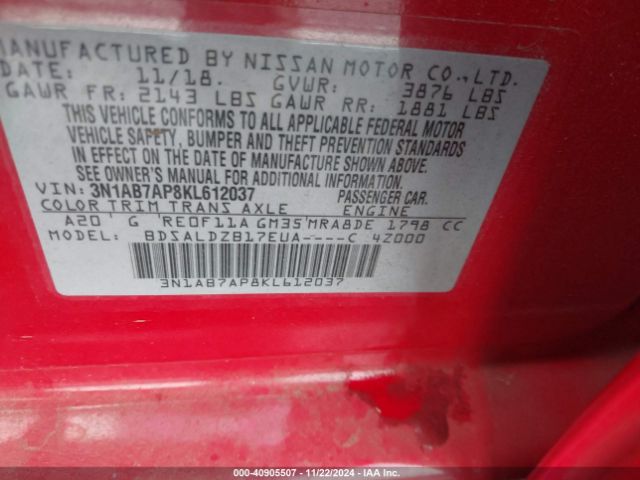 MANUFACTURED BY NISSAN MOTOR CO., LTD.
DATE: 11/18. GVWR: 3876 LBS
GAWR FR: 2143 LBS GAWR RR: 1881 LBS
THIS VEHICLE CONFORMS TO ALL APPLICABLE FEDERAL MOTOR
VEHICLE SAFETY, BUMPER AND THEFT PREVENTION STANDARDS
IN EFFECT ON THE DATE OF MANUFACTURE SHOWN ABOVE.
SEE OWNER'S MANUAL FOR ADDITIONAL INFORMATION
VIN: 3N1AB7AP8KL612037 PASSENGER CAR.
COLOR TRIM TRANS AXLE ENGINE
A20 G RE0F11A GM35 MRA8DE 1798 CC
BDSALDZB17EUA----C 4Z000
3N1AB7AP8KL612037
000-40905507 - 11/22/2024 - IAA Inc.